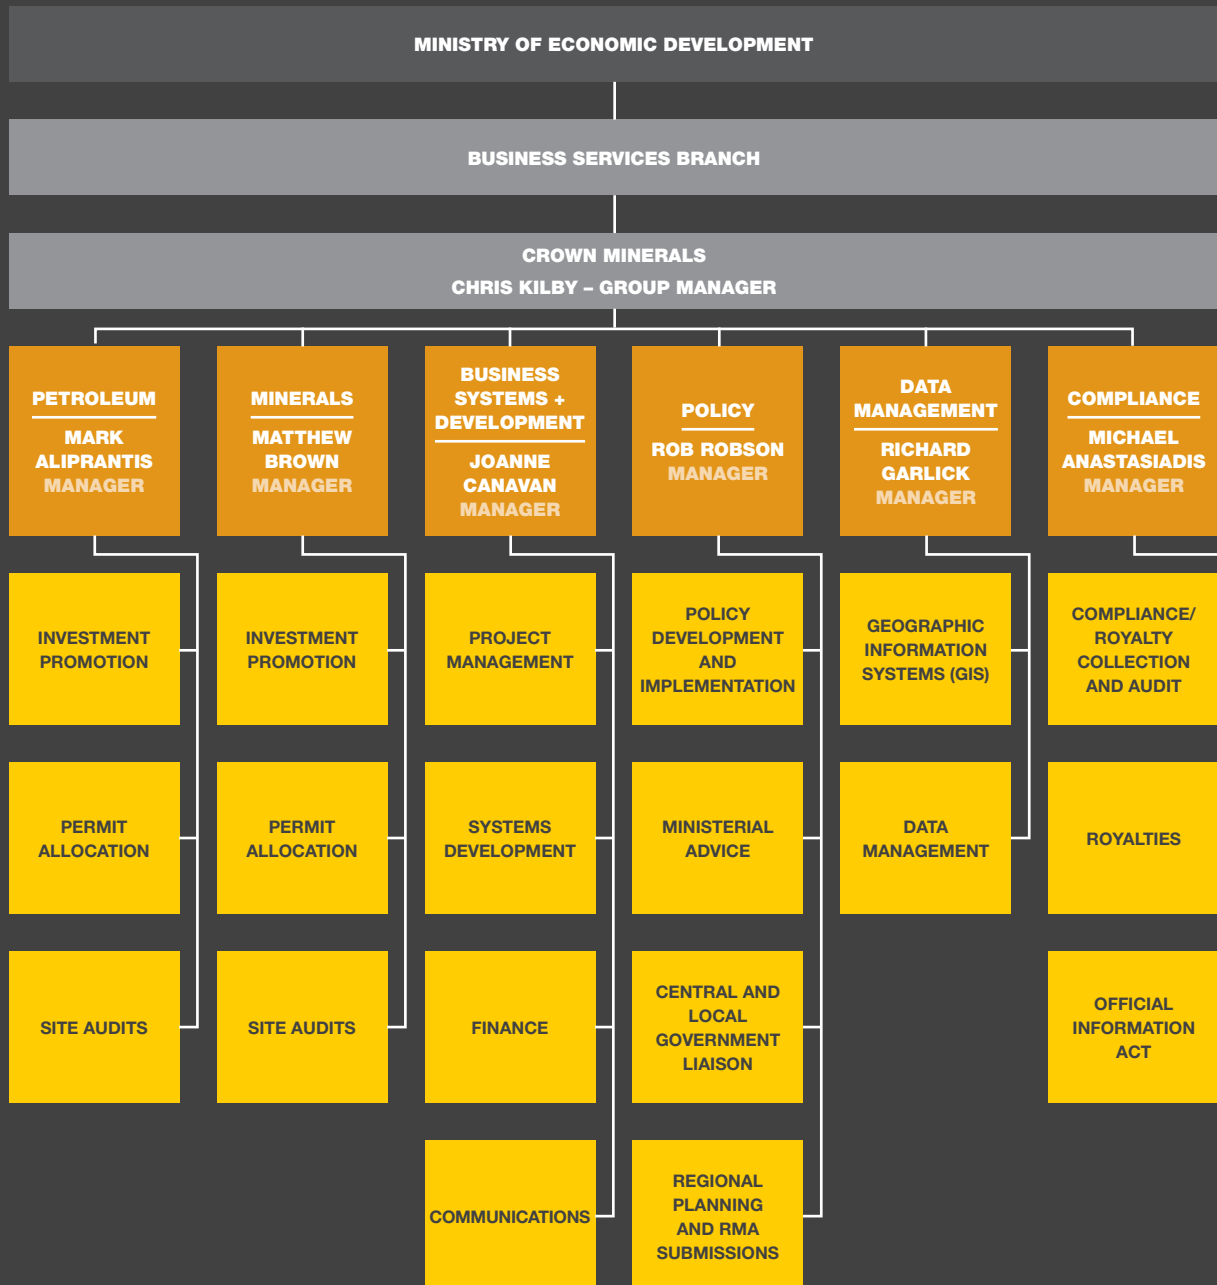 MINISTRY OF ECONOMIC DEVELOPMENT
BUSINESS SERVICES BRANCH
CROWN MINERALS
CHRIS KILBY – GROUP MANAGER
PETROLEUM
MARK
ALIPRANTIS
MANAGER
MINERALS
MATTHEW
BROWN
MANAGER
BUSINESS
SYSTEMS +
DEVELOPMENT
JOANNE
CANAVAN
MANAGER
POLICY
ROB ROBSON
MANAGER
DATA
MANAGEMENT
RICHARD
GARLICK
MANAGER
COMPLIANCE
MICHAEL
ANASTASIADIS
MANAGER
INVESTMENT
PROMOTION
INVESTMENT
PROMOTION
PROJECT
MANAGEMENT
POLICY
DEVELOPMENT
AND
IMPLEMENTATION
GEOGRAPHIC
INFORMATION
SYSTEMS (GIS)
COMPLIANCE/
ROYALTY
COLLECTION
AND AUDIT
PERMIT
ALLOCATION
PERMIT
ALLOCATION
SYSTEMS
DEVELOPMENT
MINISTERIAL
ADVICE
DATA
MANAGEMENT
ROYALTIES
SITE AUDITS
SITE AUDITS
FINANCE
CENTRAL AND
LOCAL
GOVERNMENT
LIAISON
OFFICIAL
INFORMATION
ACT
COMMUNICATIONS
REGIONAL
PLANNING
AND RMA
SUBMISSIONS